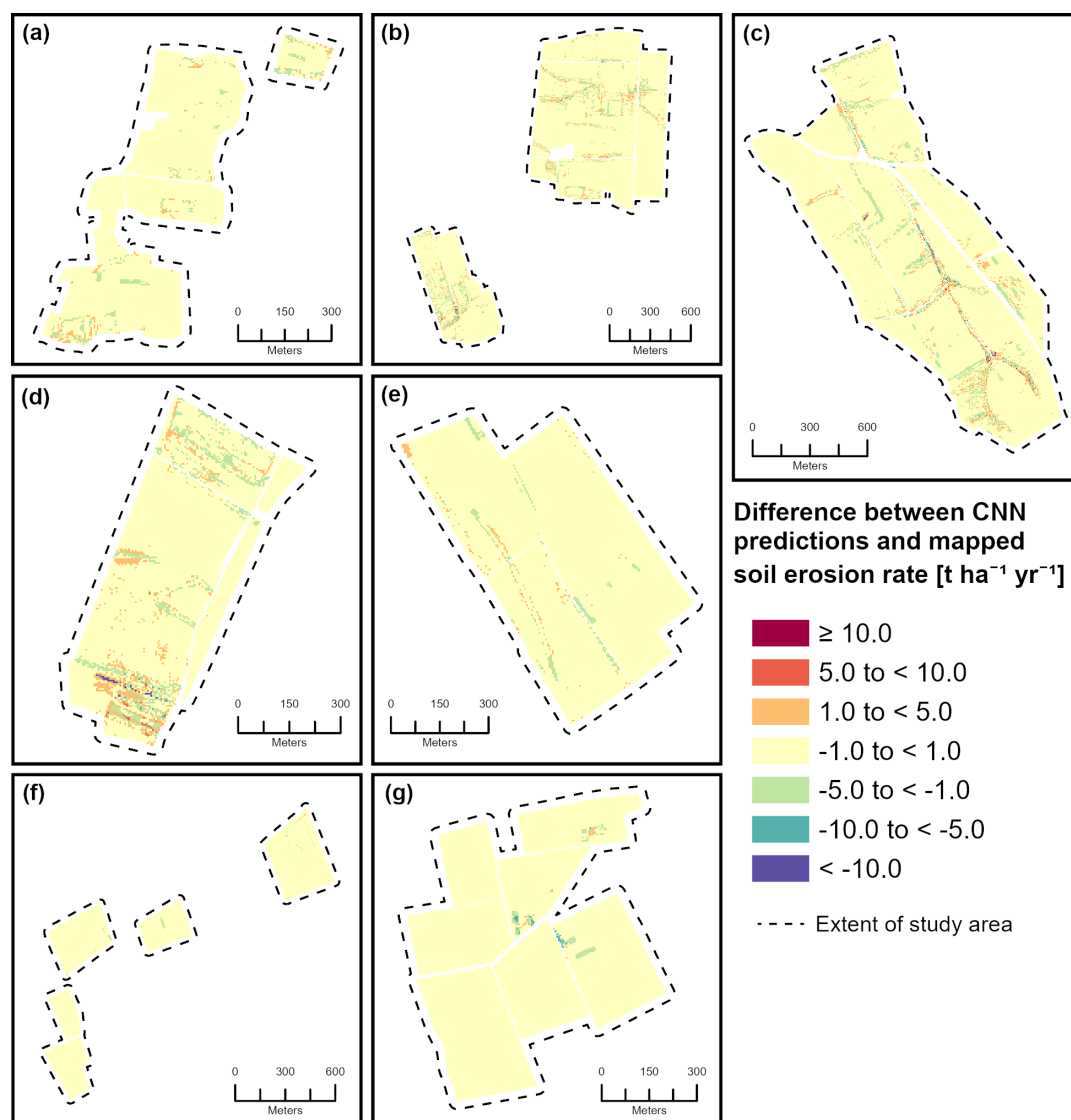 (a)
0 150 300
Meters
(b)
0 300 600
Meters
(c)
0 300 600
Meters
(d)
0 150 300
Meters
(e)
0 150 300
Meters
(f)
0 300 600
Meters
(g)
0 150 300
Meters
Difference between CNN
predictions and mapped
soil erosion rate [t ha⁻¹ yr⁻¹]
≥ 10.0
5.0 to < 10.0
1.0 to < 5.0
-1.0 to < 1.0
-5.0 to < -1.0
-10.0 to < -5.0
< -10.0
Extent of study area